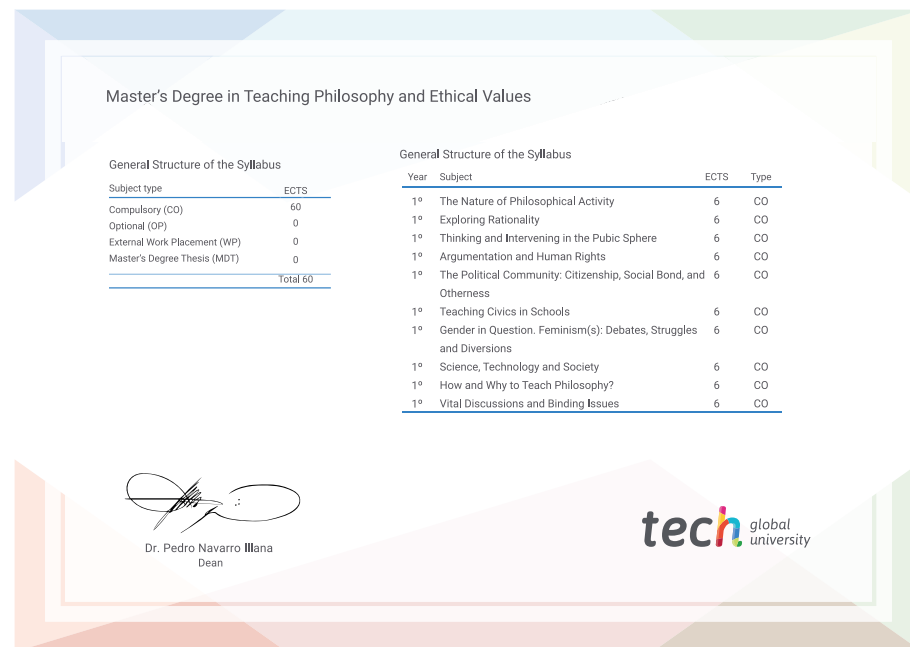 Master's Degree in Teaching Philosophy and Ethical Values
General Structure of the Syllabus
Subject type ECTS
Compulsory (CO) 60
Optional (OP) 0
External Work Placement (WP) 0
Master's Degree Thesis (MDT) 0
Total 60
General Structure of the Syllabus
Year Subject ECTS Type
1º The Nature of Philosophical Activity 6 CO
1º Exploring Rationality 6 CO
1º Thinking and Intervening in the Pubic Sphere 6 CO
1º Argumentation and Human Rights 6 CO
1º The Political Community: Citizenship, Social Bond, and 6 CO
Otherness
1º Teaching Civics in Schools 6 CO
1º Gender in Question. Feminism(s): Debates, Struggles 6 CO
and Diversions
1º Science, Technology and Society 6 CO
1º How and Why to Teach Philosophy? 6 CO
1º Vital Discussions and Binding Issues 6 CO
Dr. Pedro Navarro Illana
Dean
tech global
university